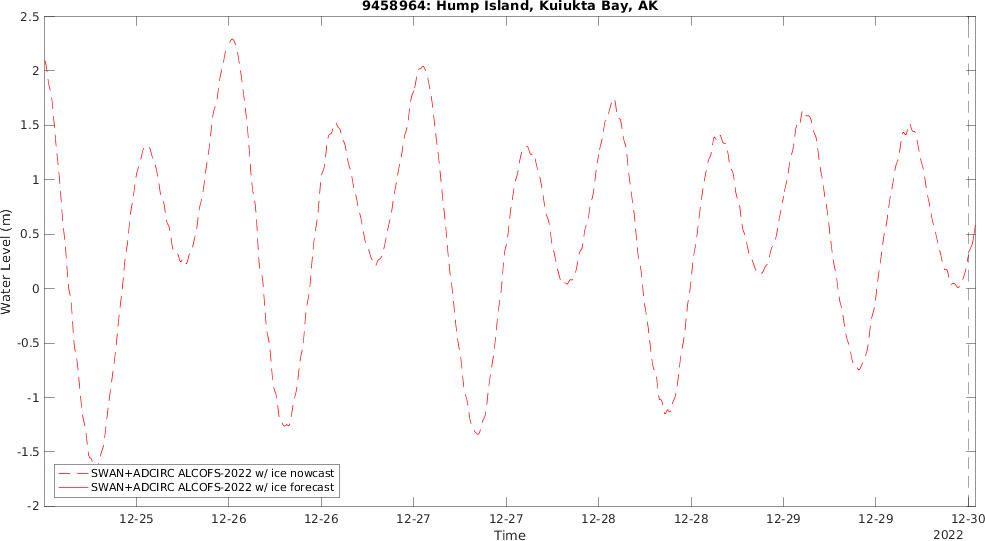 9458964: Hump Island, Kuiukta Bay, AK
2.5
2
1.5
1
0.5
0
-0.5
-1
-1.5
-2
Water Level (m)
SWAN+ADCIRC ALCOFS-2022 w/ ice nowcast
SWAN+ADCIRC ALCOFS-2022 w/ ice forecast
12-25 12-26 12-26 12-27 12-27 12-28 12-28 12-29 12-29 12-30
Time
2022